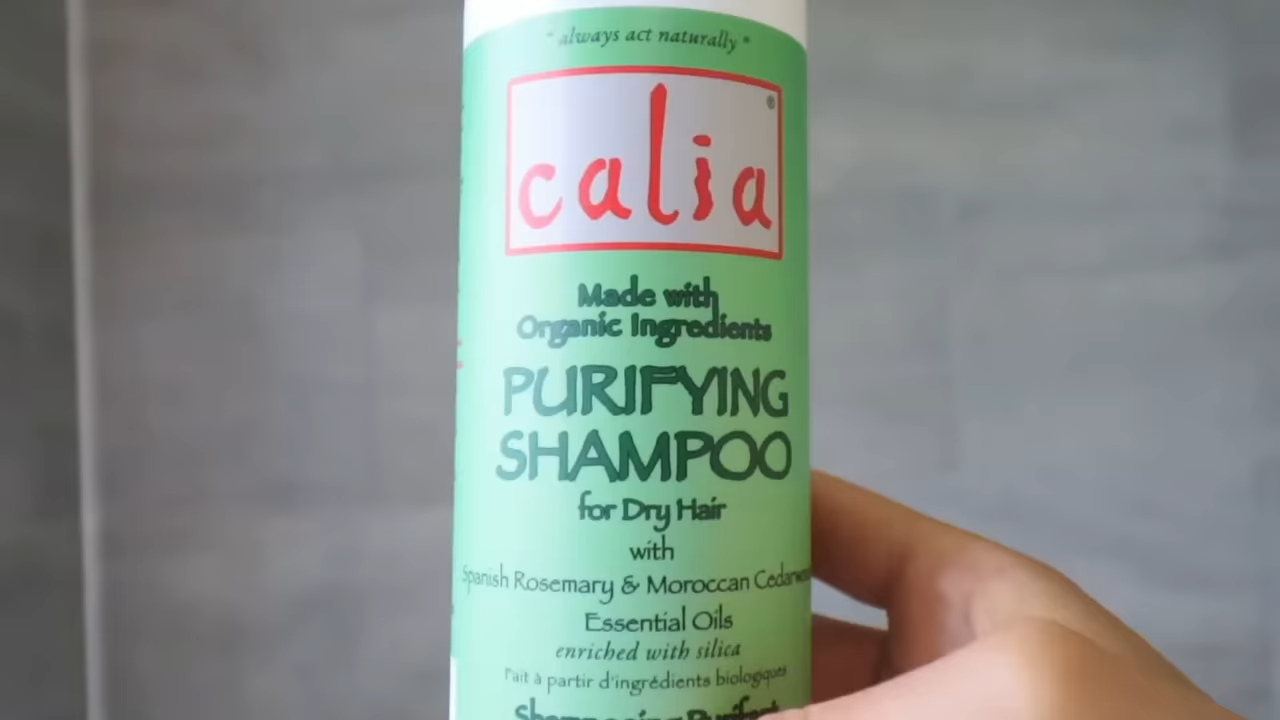 " always act naturally "
calia®
Made with
Organic Ingredients
PURIFYING
SHAMPOO
for Dry Hair
with
Spanish Rosemary & Moroccan
Essential Oils
enriched with silica
Fait à partir d'ingrédients biologiques
Shampooing